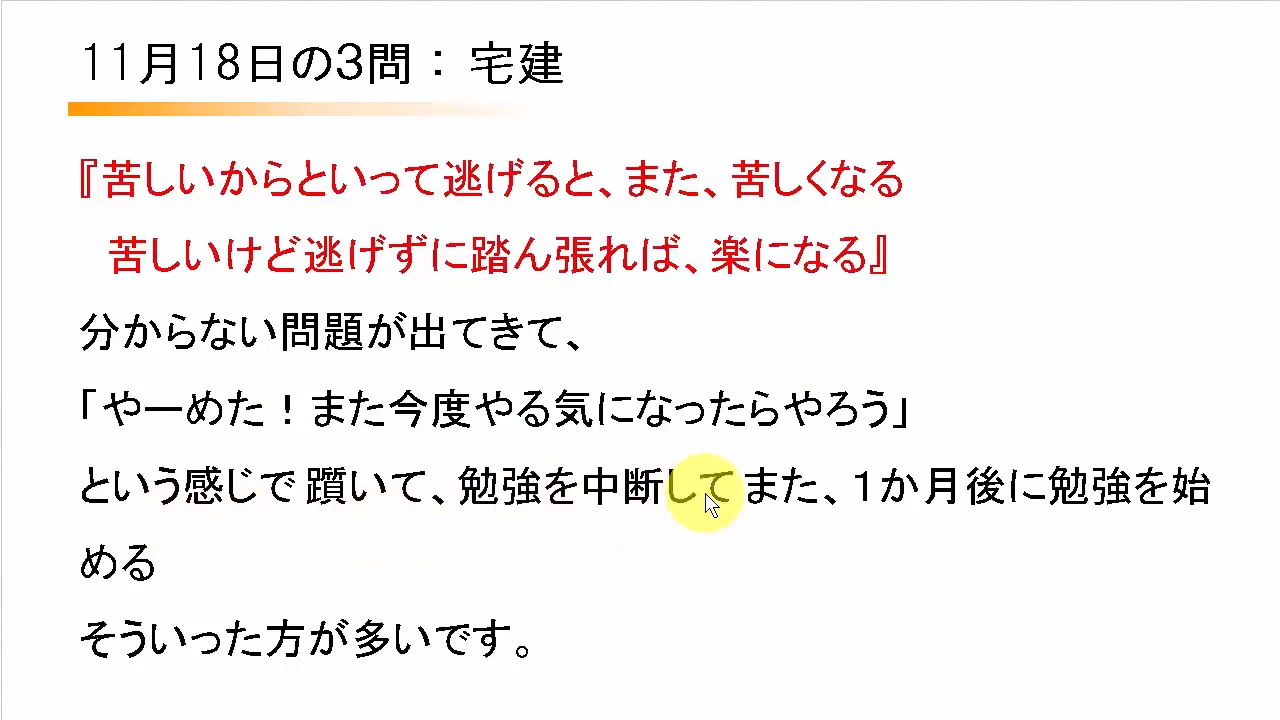 11月18日の3問：宅建
『苦しいからといって逃げると、また、苦しくなる
苦しいけど逃げずに踏ん張れば、楽になる』
分からない問題が出てきて、
「やーめた！また今度やる気になったらやろう」
という感じで躓いて、勉強を中断してまた、１か月後に勉強を始
める
そういった方が多いです。